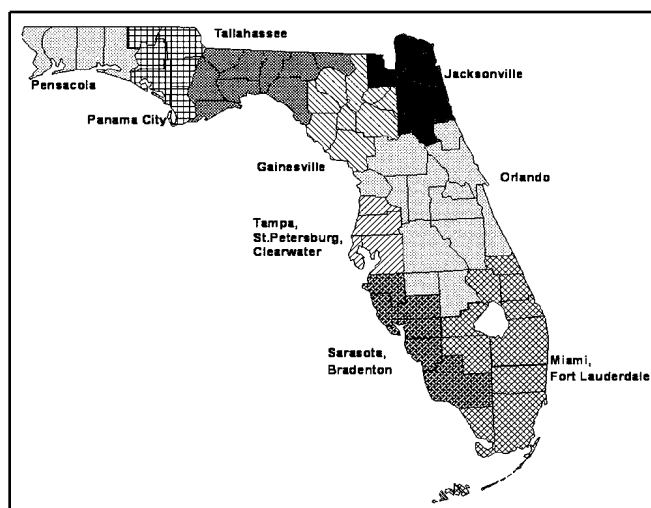 Tallahassee
Jacksonville
Pensacola
Panama City
Gainesville
Orlando
Tampa,
St.Petersburg,
Clearwater
Sarasota,
Bradenton
Miami,
Fort Lauderdale